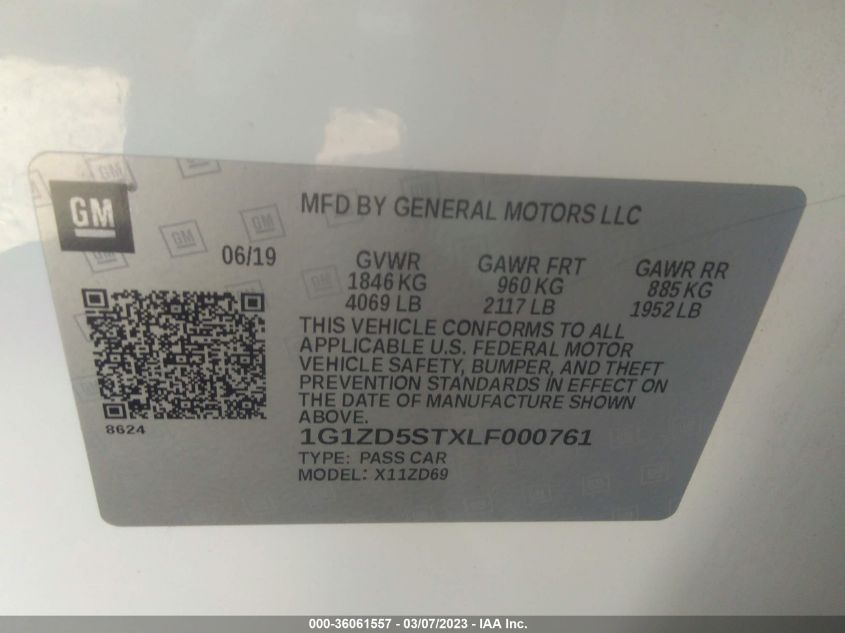 GM
MFD BY GENERAL MOTORS LLC
06/19
GVWR
1846 KG
4069 LB
GAWR FRT
960 KG
2117 LB
GAWR RR
885 KG
1952 LB
THIS VEHICLE CONFORMS TO ALL
APPLICABLE U.S. FEDERAL MOTOR
VEHICLE SAFETY, BUMPER, AND THEFT
PREVENTION STANDARDS IN EFFECT ON
THE DATE OF MANUFACTURE SHOWN
ABOVE.
8624
1G1ZD5STXLF000761
TYPE: PASS CAR
MODEL: X11ZD69
000-36061557 - 03/07/2023 - IAA Inc.